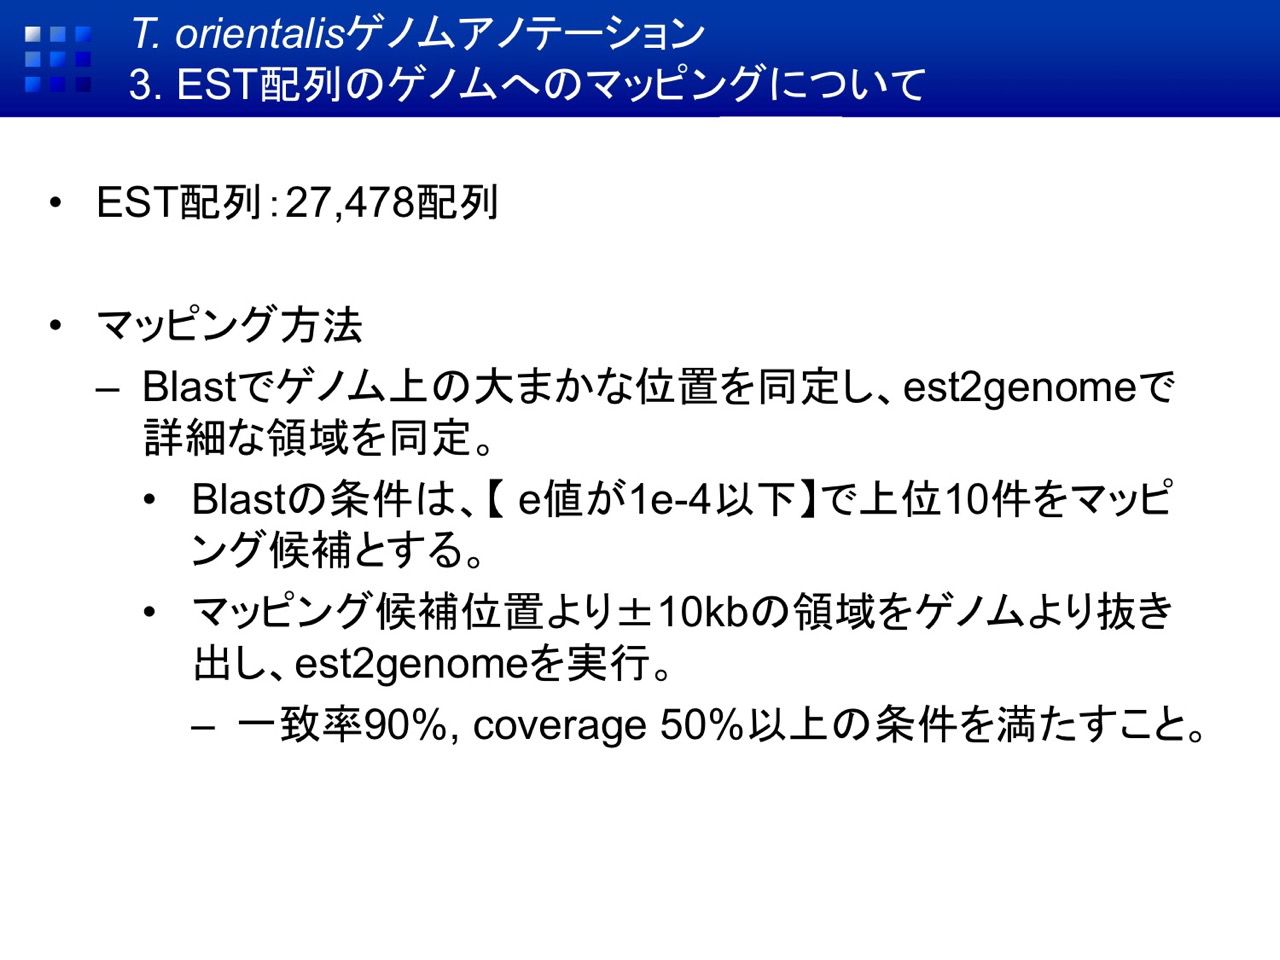 T. orientalisゲノムアノテーション
3. EST配列のゲノムへのマッピングについて
• EST配列：27,478配列
• マッピング方法
– Blastでゲノム上の大まかな位置を同定し、est2genomeで
詳細な領域を同定。
• Blastの条件は、【 e値が1e-4以下】で上位10件をマッピ
ング候補とする。
• マッピング候補位置より±10kbの領域をゲノムより抜き
出し、est2genomeを実行。
– 一致率90%, coverage 50%以上の条件を満たすこと。